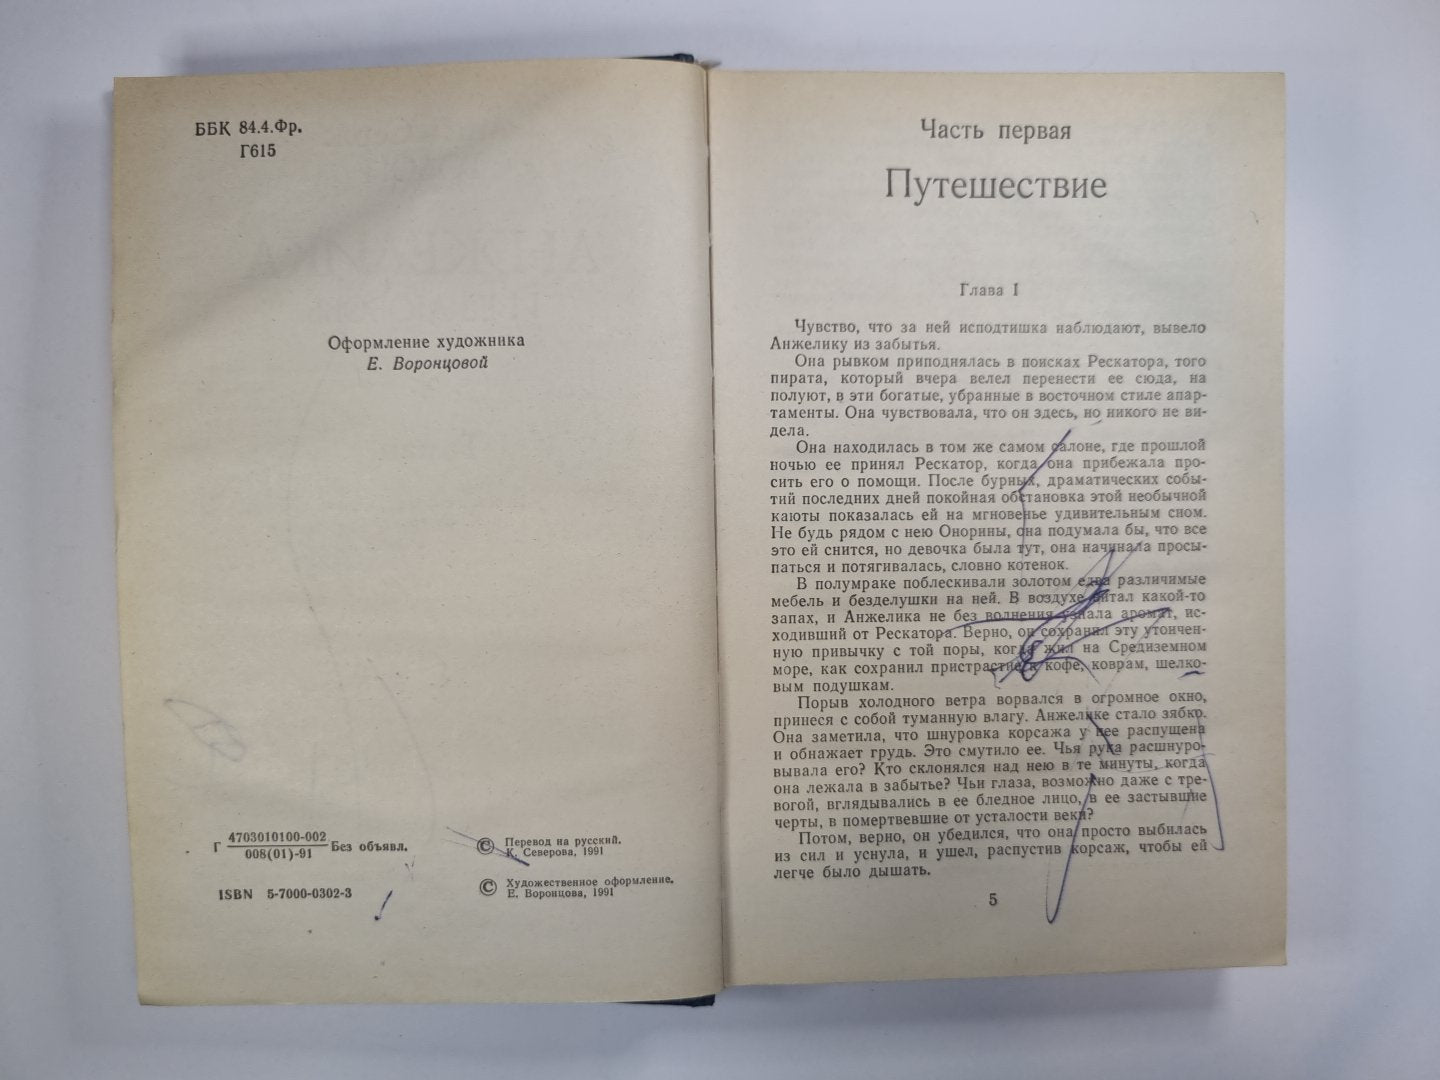 ББК 84.4.Фр.
Г615
Оформление художника
Е. Воронцовой
Г 4703010100-002 Без объявл.
008(01)-91
ISBN 5-7000-0302-3
© Перевод на русский.
К. Северова, 1991
© Художественное оформление.
Е. Воронцова, 1991
Часть первая
Путешествие
Глава I
Чувство, что за ней исподтишка наблюдают, вывело
Анжелику из забытья.
Она рывком приподнялась в поисках Рескатора, того
пирата, который вчера велел перенести ее сюда, на
полуют, в эти богатые, убранные в восточном стиле апар-
таменты. Она чувствовала, что он здесь, но никого не ви-
дела.
Она находилась в том же самом салоне, где прошлой
ночью ее принял Рескатор, когда она прибежала про-
сить его о помощи. После бурных, драматических собы-
тий последних дней покойная обстановка этой необычной
каюты показалась ей на мгновенье удивительным сном.
Не будь рядом с нею Онорины, она подумала бы, что все
это ей снится, но девочка была тут, она начинала просы-
паться и потягивалась, словно котенок.
В полумраке поблескивали золотом едва различимые
мебель и безделушки на ней. В воздухе витал какой-то
запах, и Анжелика не без волнения узнала аромат, ис-
ходивший от Рескатора. Верно, он сохранил эту утончен-
ную привычку с той поры, когда жил на Средиземном
море, как сохранил пристрастие к кофе, коврам, шелко-
вым подушкам.
Порыв холодного ветра ворвался в огромное окно,
принеся с собой туманную влагу. Анжелике стало зябко.
Она заметила, что шнуровка корсажа у нее распущена
и обнажает грудь. Это смутило ее. Чья рука расшнуро-
вывала его? Кто склонялся над нею в те минуты, когда
она лежала в забытье? Чьи глаза, возможно даже с тре-
вогой, вглядывались в ее бледное лицо, в ее застывшие
черты, в помертвевшие от усталости веки?
Потом, верно, он убедился, что она просто выбилась
из сил и уснула, и ушел, распустив корсаж, чтобы ей
легче было дышать.
5